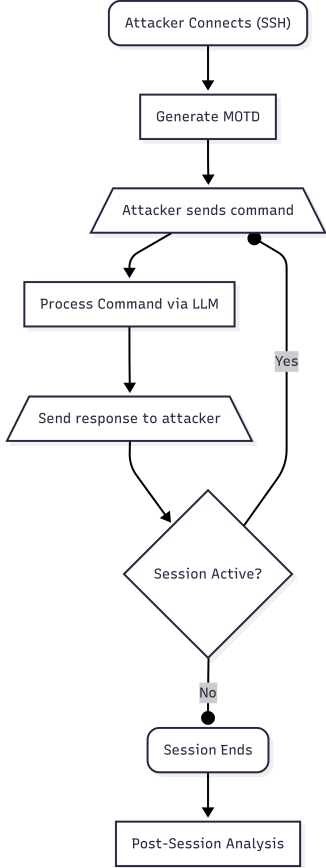 Attacker Connects (SSH)
Generate MOTD
Attacker sends command
Process Command via LLM
Yes
Send response to attacker
Session Active?
No
Session Ends
Post-Session Analysis